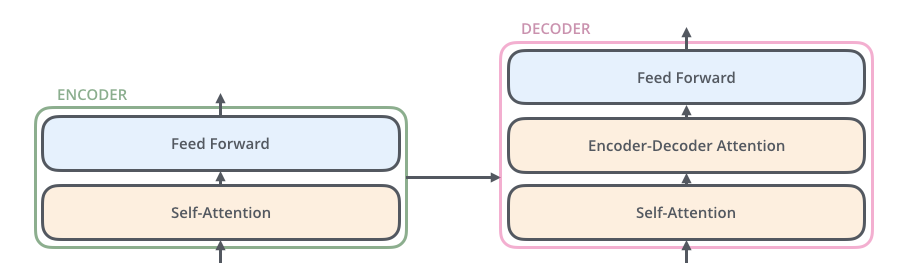 ENCODER
Feed Forward
Self-Attention
DECODER
Feed Forward
Encoder-Decoder Attention
Self-Attention